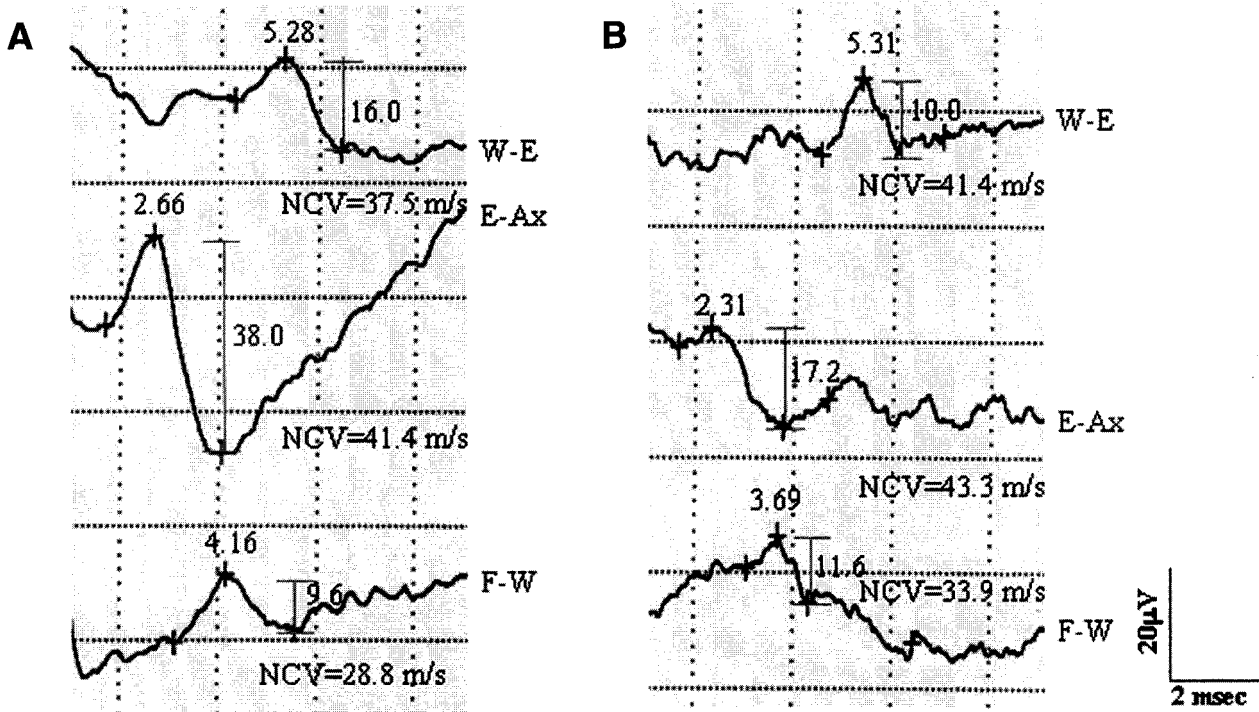 A
5.28
16.0
W-E
NCV=37.5 m/s
2.66
E-Ax
38.0
NCV=41.4 m/s
4.16
9.6
F-W
NCV=28.8 m/s
B
5.31
10.0
W-E
NCV=41.4 m/s
2.31
17.2
E-Ax
NCV=43.3 m/s
3.69
11.6
NCV=33.9 m/s
F-W
20µV
2 msec